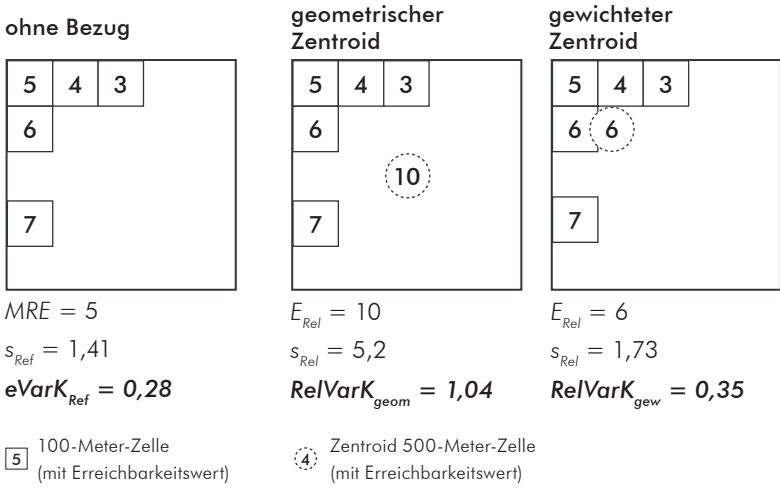 ohne Bezug
5 4 3
6
7
MRE = 5
s_Ref = 1,41
eVarK_Ref = 0,28
geometrischer
Zentroid
5 4 3
6
10
7
E_Rel = 10
s_Rel = 5,2
RelVarK_geom = 1,04
gewichteter
Zentroid
5 4 3
6 6
7
E_Rel = 6
s_Rel = 1,73
RelVarK_gew = 0,35
5 100-Meter-Zelle
(mit Erreichbarkeitswert)
4 Zentroid 500-Meter-Zelle
(mit Erreichbarkeitswert)